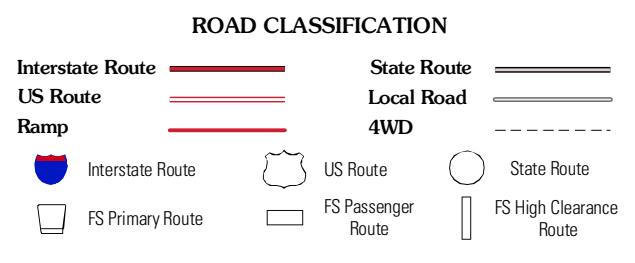 ROAD CLASSIFICATION
Interstate Route
State Route
US Route
Local Road
Ramp
4WD
Interstate Route
US Route
State Route
FS Primary Route
FS Passenger
Route
FS High Clearance
Route